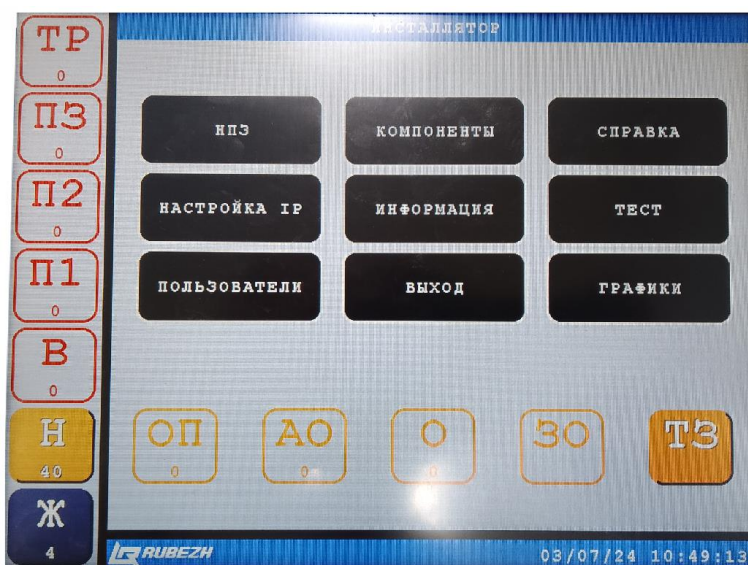 ИНСТАЛЛЯТОР
ТР
0
ПЗ
0
П2
0
П1
0
В
0
Н
40
Ж
4
НПЗ
КОМПОНЕНТЫ
СПРАВКА
НАСТРОЙКА IP
ИНФОРМАЦИЯ
ТЕСТ
ПОЛЬЗОВАТЕЛИ
ВЫХОД
ГРАФИКИ
ОП
0
АО
0
О
0
ЗО
ТЗ
RUBEZH
03/07/24 10:49:13